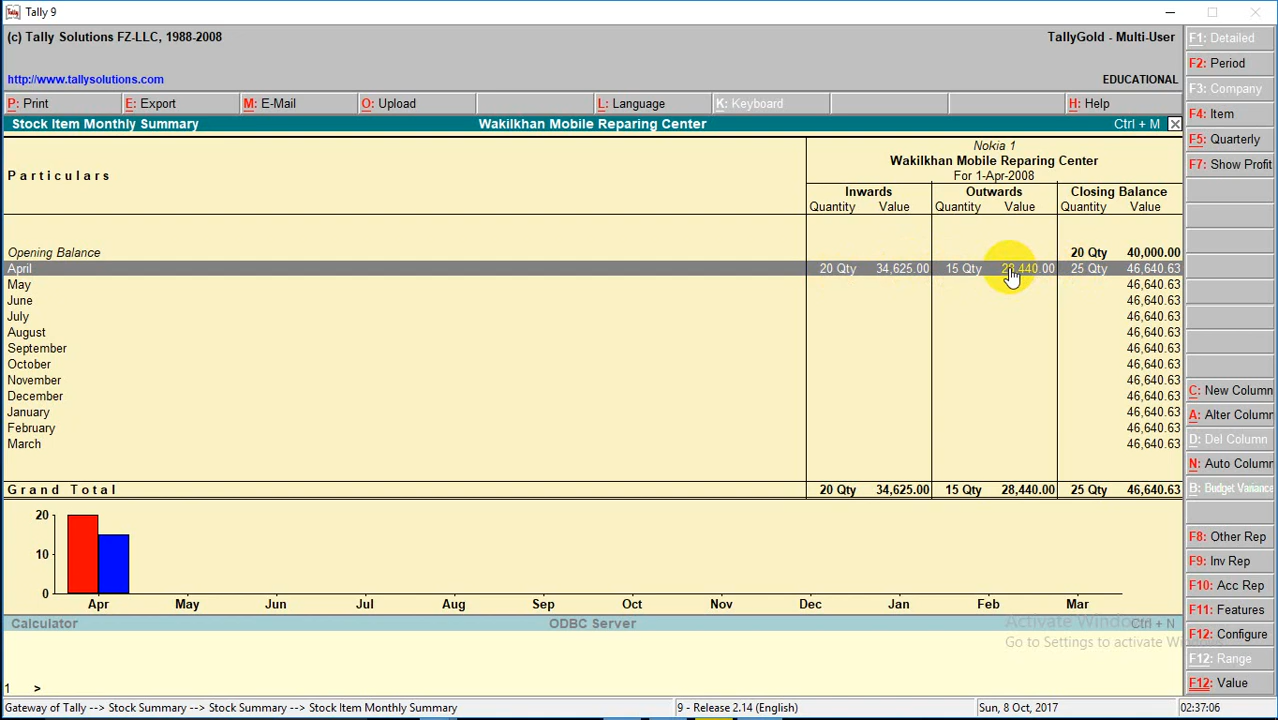 Tally 9
(c) Tally Solutions FZ-LLC, 1988-2008
TallyGold - Multi-User
http://www.tallysolutions.com
EDUCATIONAL
P: Print
E: Export
M: E-Mail
O: Upload
L: Language
K: Keyboard
H: Help
Stock Item Monthly Summary
Wakilkhan Mobile Reparing Center
Ctrl + M
Particulars
Nokia 1
Wakilkhan Mobile Reparing Center
For 1-Apr-2008
Inwards Outwards Closing Balance
Quantity Value Quantity Value Quantity Value
Opening Balance 20 Qty 40,000.00
April 20 Qty 34,625.00 15 Qty 28,440.00 25 Qty 46,640.63
May 46,640.63
June 46,640.63
July 46,640.63
August 46,640.63
September 46,640.63
October 46,640.63
November 46,640.63
December 46,640.63
January 46,640.63
February 46,640.63
March 46,640.63
Grand Total 20 Qty 34,625.00 15 Qty 28,440.00 25 Qty 46,640.63
20
10
0
Apr May Jun Jul Aug Sep Oct Nov Dec Jan Feb Mar
Calculator
ODBC Server
Ctrl + N
Activate Windows
Go to Settings to activate W
1 >
Gateway of Tally --> Stock Summary --> Stock Summary --> Stock Item Monthly Summary
9 - Release 2.14 (English)
Sun, 8 Oct, 2017
02:37:06
F1: Detailed
F2: Period
F3: Company
F4: Item
F5: Quarterly
F7: Show Profit
C: New Column
A: Alter Column
D: Del Column
N: Auto Column
B: Budget Variance
F8: Other Rep
F9: Inv Rep
F10: Acc Rep
F11: Features
F12: Configure
F12: Range
F12: Value